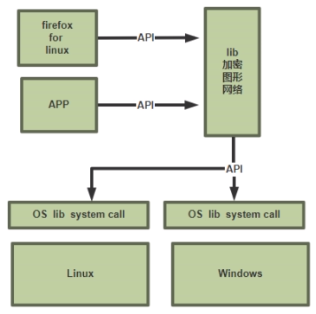 firefox
for
linux
API
lib
加密
图形
网络
APP
API
API
OS lib system call
OS lib system call
Linux
Windows